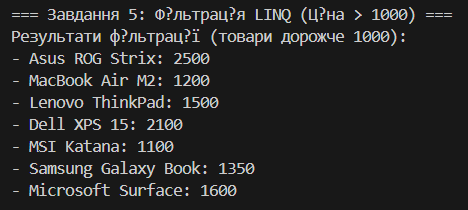 === Завдання 5: Ф?льтрац?я LINQ (Ц?на > 1000) ===
Результати ф?льтрац?ї (товари дорожче 1000):
- Asus ROG Strix: 2500
- MacBook Air M2: 1200
- Lenovo ThinkPad: 1500
- Dell XPS 15: 2100
- MSI Katana: 1100
- Samsung Galaxy Book: 1350
- Microsoft Surface: 1600